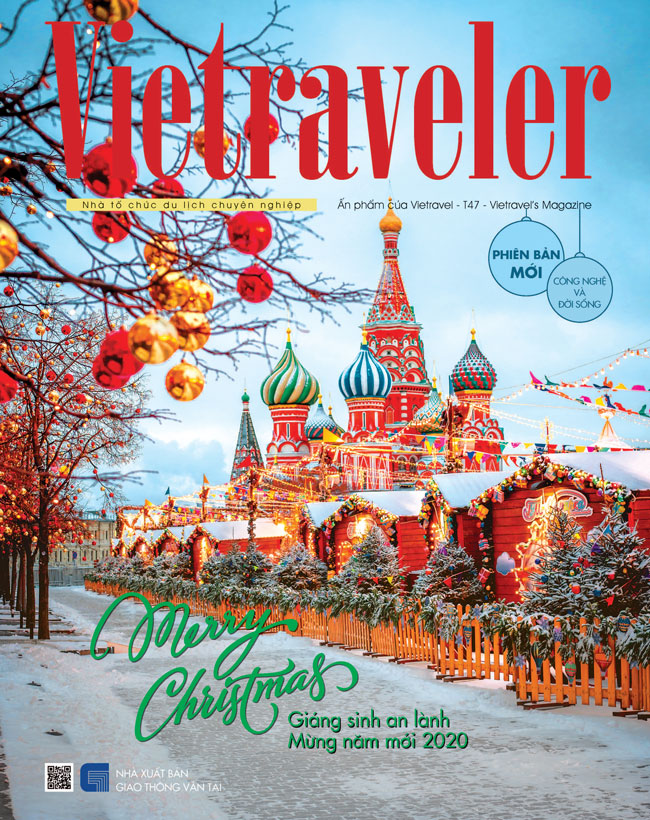 Vietraveler
Nhà tổ chức du lịch chuyên nghiệp
Ấn phẩm của Vietravel - T47 - Vietravel's Magazine
PHIÊN BẢN
MỚI
CÔNG NGHỆ
VÀ
ĐỜI SỐNG
Merry
Christmas
Giáng sinh an lành
Mừng năm mới 2020
NHÀ XUẤT BẢN
GIAO THÔNG VẬN TẢI